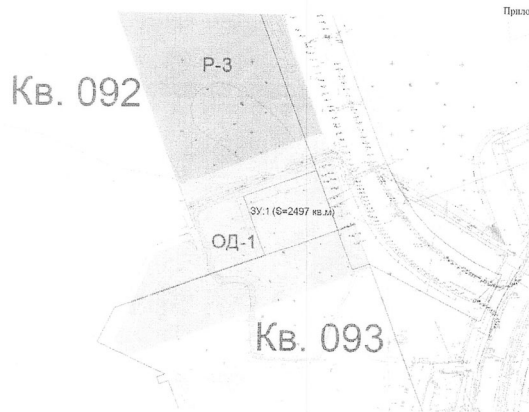 Прило
Р-3
Кв. 092
ЗУ:1 (S=2497 кв.м)
ОД-1
Кв. 093